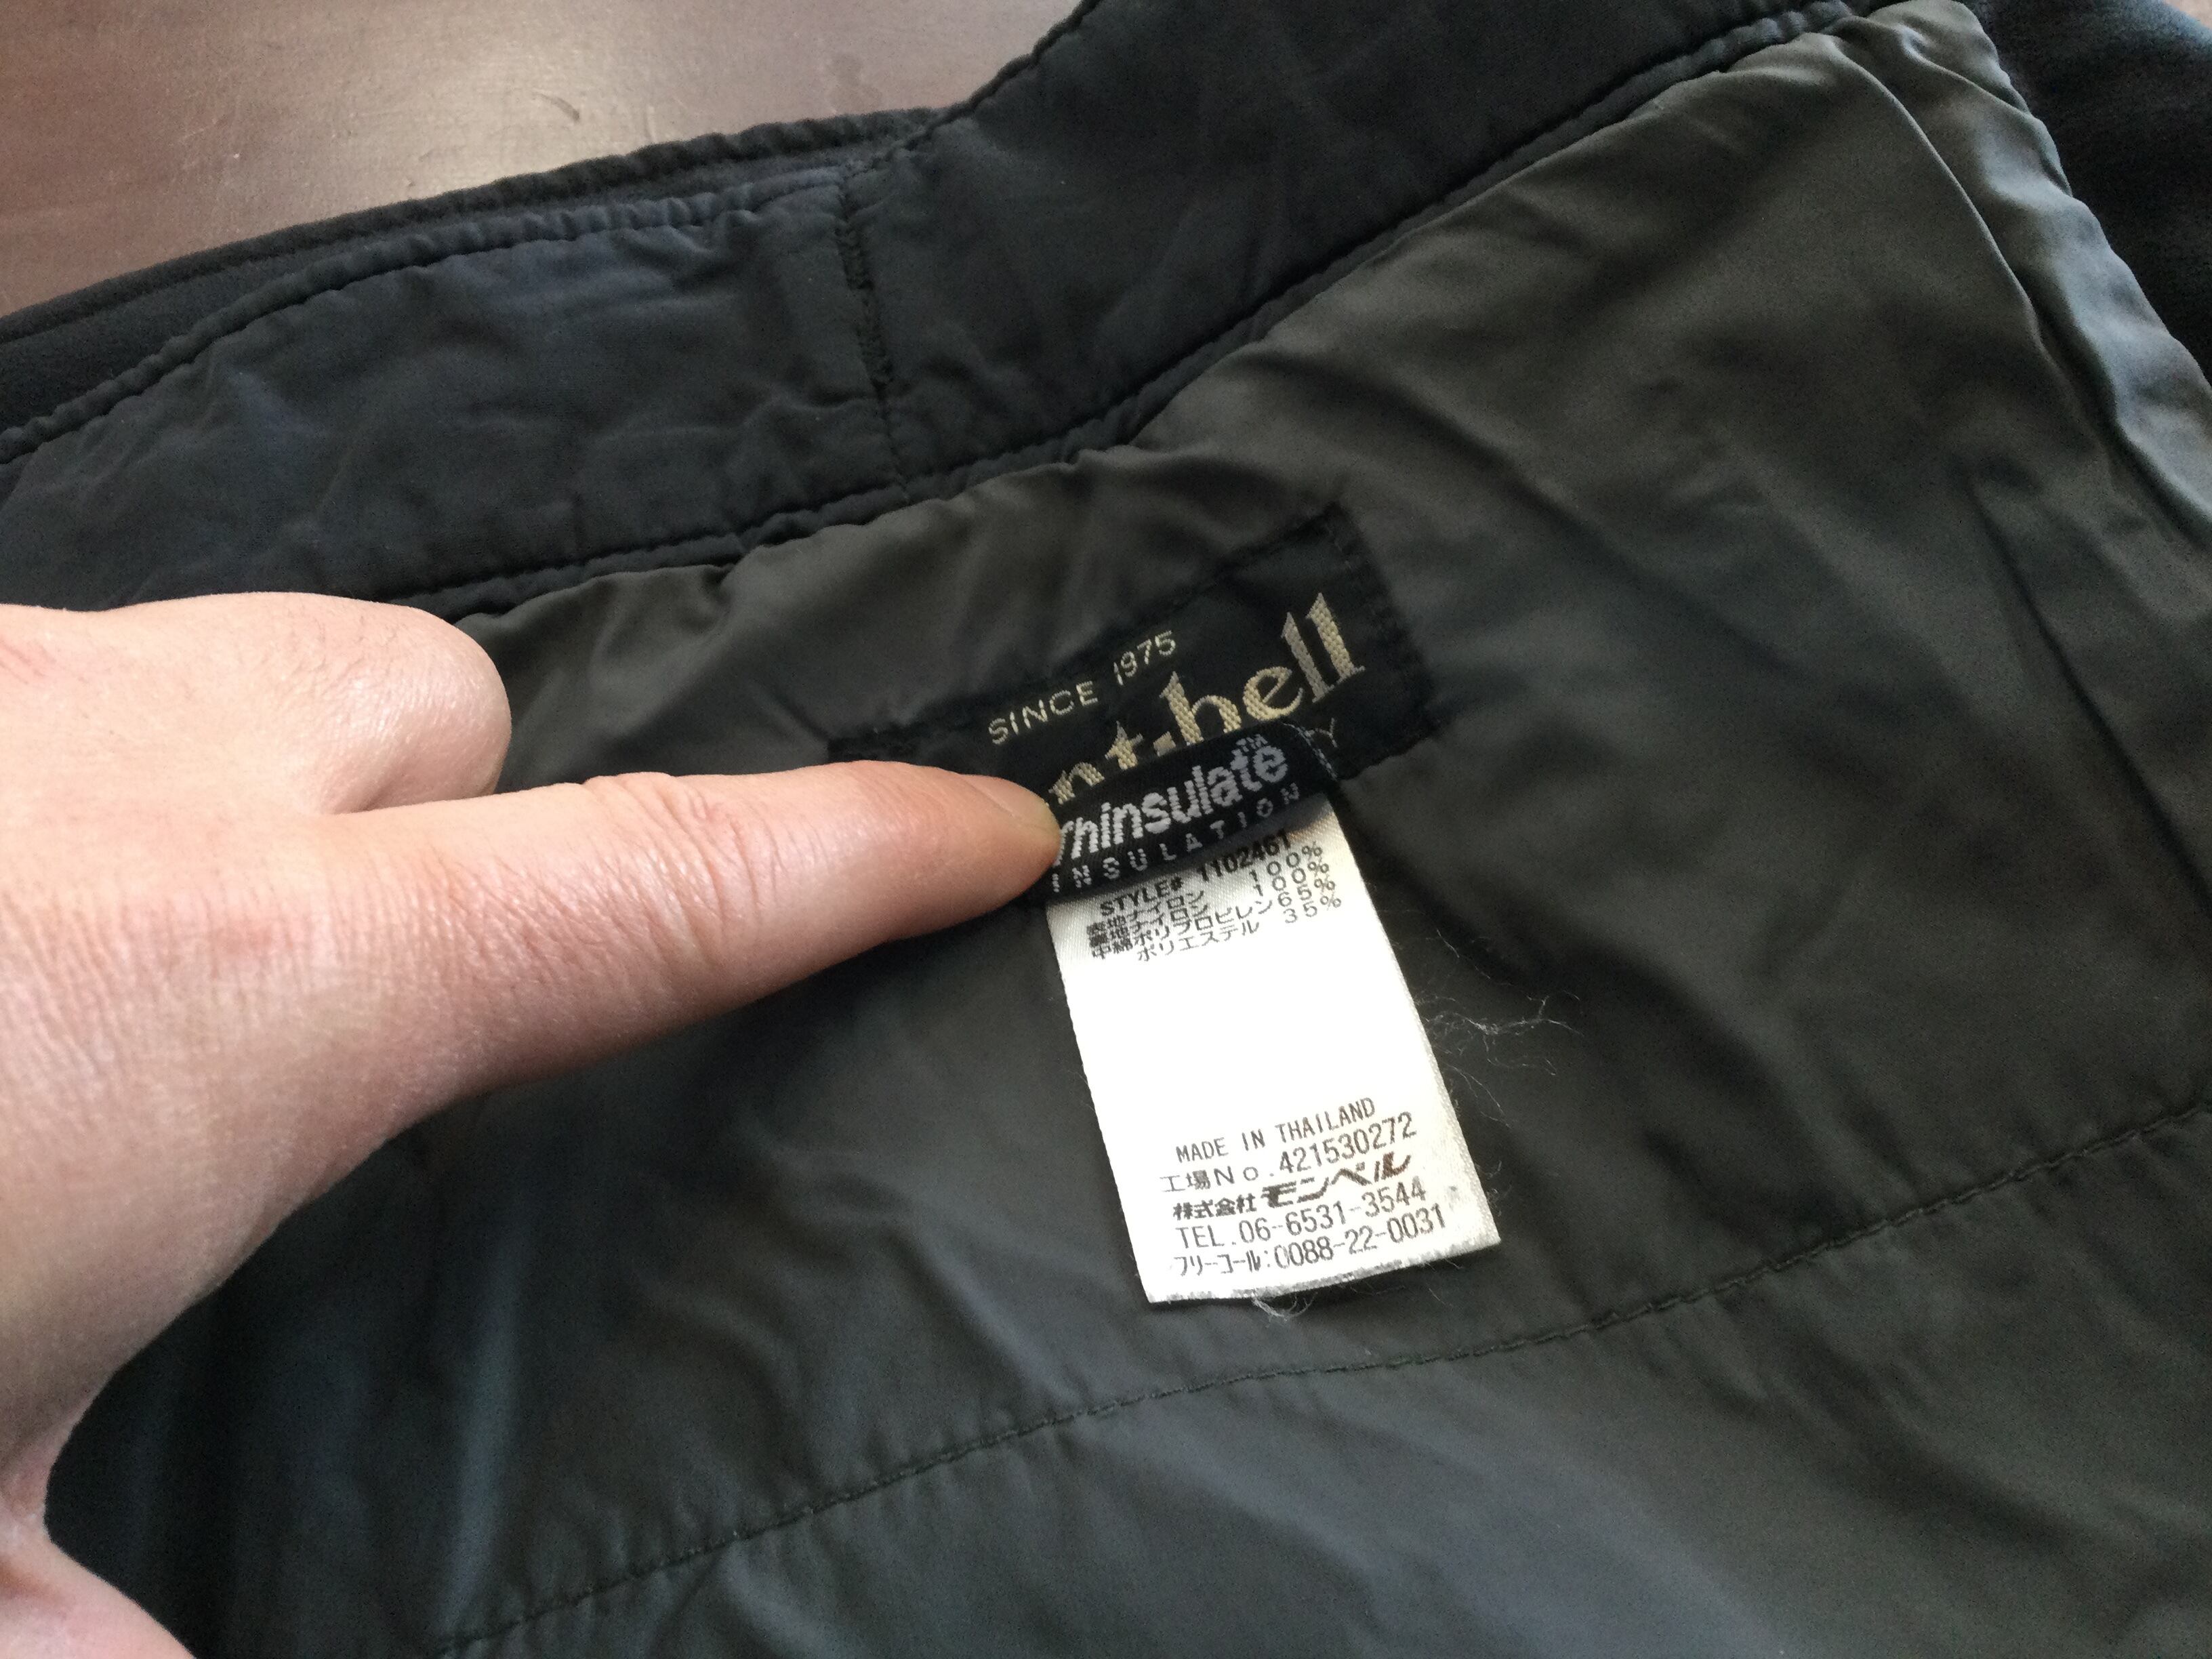 SINCE 1975
nt-bell
Thinsulate™
INSULATION
STYLE# 1102461
表地ナイロン 100%
裏地ナイロン 100%
中綿ポリプロピレン65%
ポリエステル 35%
MADE IN THAILAND
工場No.421530272
株式会社モンベル
TEL.06-6531-3544
フリーコール:0088-22-0031